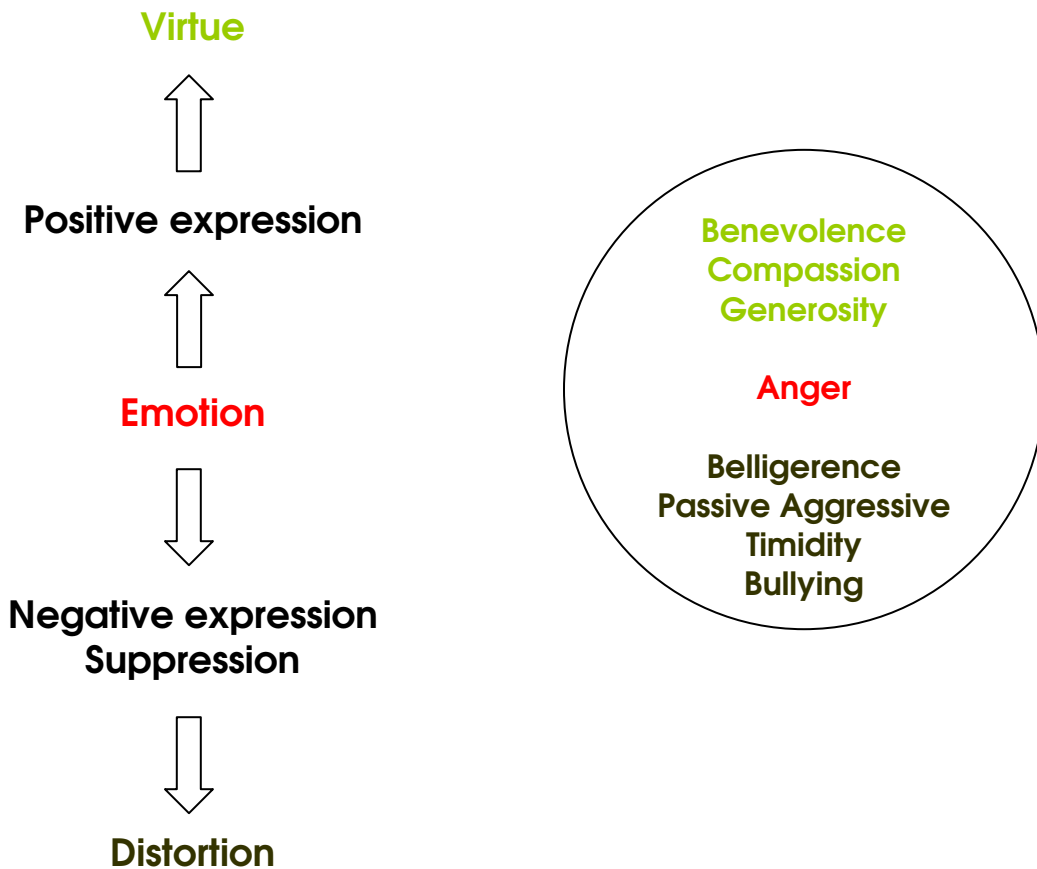 Virtue
Positive expression
Emotion
Negative expression
Suppression
Distortion
Benevolence
Compassion
Generosity
Anger
Belligerence
Passive Aggressive
Timidity
Bullying